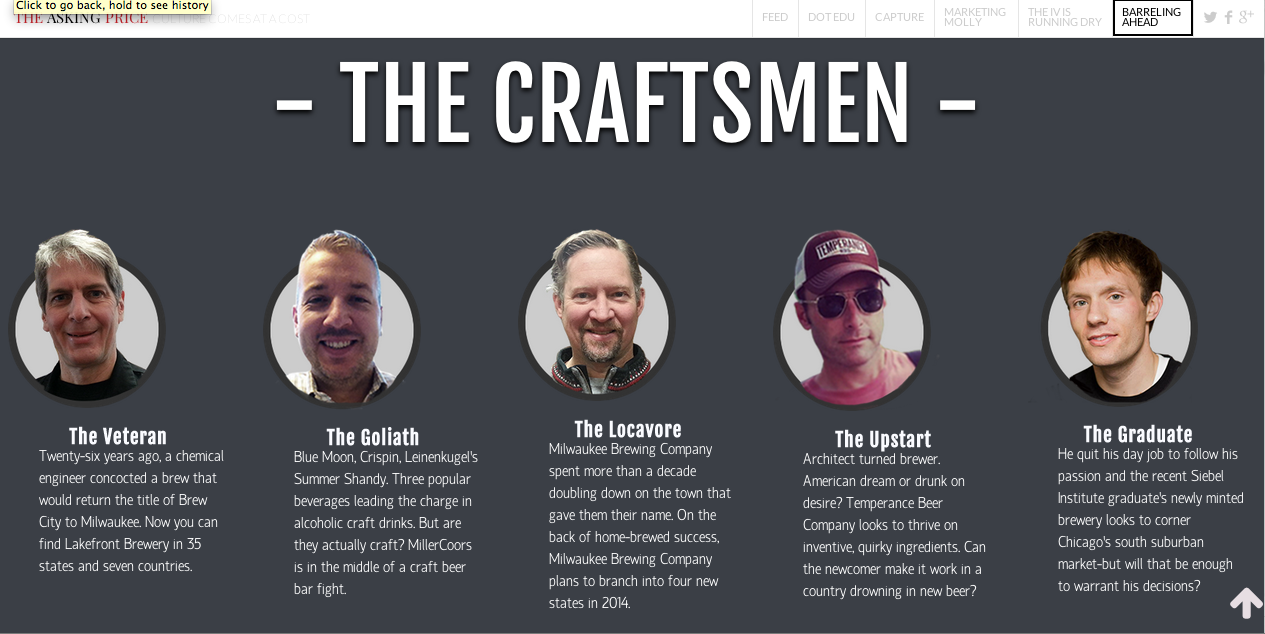 Click to go back, hold to see history
THE ASKING PRICE CULTURE COMES AT A COST
FEED
DOT EDU
CAPTURE
MARKETING
MOLLY
THE IV IS
RUNNING DRY
BARRELING
AHEAD
– THE CRAFTSMEN –
TEMPERANCE
The Veteran
Twenty-six years ago, a chemical
engineer concocted a brew that
would return the title of Brew
City to Milwaukee. Now you can
find Lakefront Brewery in 35
states and seven countries.
The Goliath
Blue Moon, Crispin, Leinenkugel's
Summer Shandy. Three popular
beverages leading the charge in
alcoholic craft drinks. But are
they actually craft? MillerCoors
is in the middle of a craft beer
bar fight.
The Locavore
Milwaukee Brewing Company
spent more than a decade
doubling down on the town that
gave them their name. On the
back of home-brewed success,
Milwaukee Brewing Company
plans to branch into four new
states in 2014.
The Upstart
Architect turned brewer.
American dream or drunk on
desire? Temperance Beer
Company looks to thrive on
inventive, quirky ingredients. Can
the newcomer make it work in a
country drowning in new beer?
The Graduate
He quit his day job to follow his
passion and the recent Siebel
Institute graduate's newly minted
brewery looks to corner
Chicago's south suburban
market-but will that be enough
to warrant his decisions?